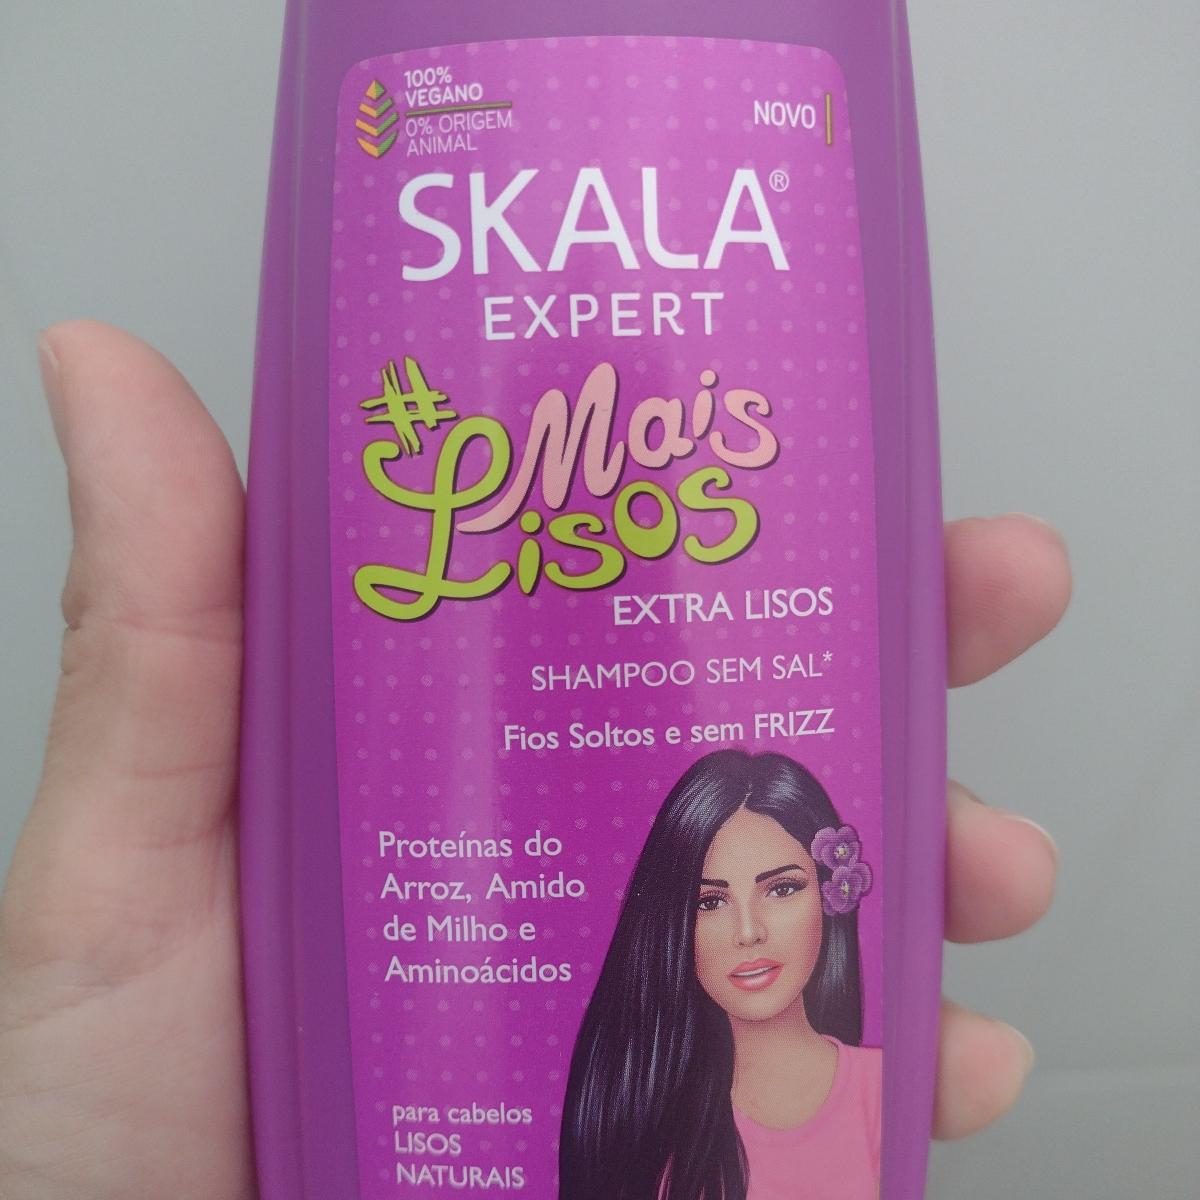 100%
VEGANO
0% ORIGEM
ANIMAL
NOVO
SKALA®
EXPERT
#Mais
Lisos
EXTRA LISOS
SHAMPOO SEM SAL*
Fios Soltos e sem FRIZZ
Proteínas do
Arroz, Amido
de Milho e
Aminoácidos
para cabelos
LISOS
NATURAIS